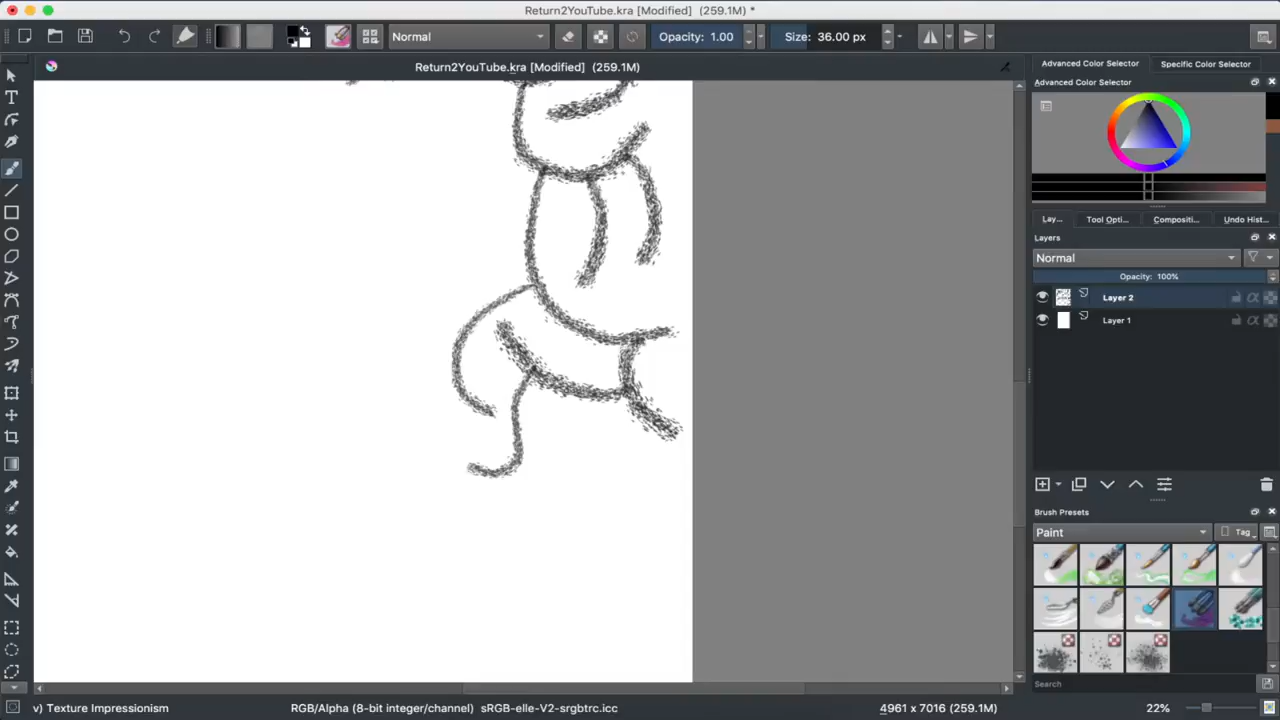 Return2YouTube.kra [Modified] (259.1M) *
Normal
Opacity: 1.00
Size: 36.00 px
Return2YouTube.kra [Modified] (259.1M)
Advanced Color Selector
Specific Color Selector
Advanced Color Selector
Lay...
Tool Opti...
Compositi...
Undo Hist...
Layers
Normal
Opacity: 100%
Layer 2
Layer 1
Brush Presets
Paint
Tag
Search
v) Texture Impressionism
RGB/Alpha (8-bit integer/channel) sRGB-elle-V2-srgbtrc.icc
4961 x 7016 (259.1M)
22%